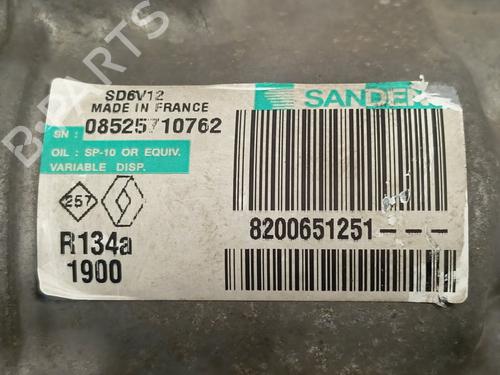 SD6V12
MADE IN FRANCE
SANDEN
SN : 08525710762
OIL : SP-10 OR EQUIV.
VARIABLE DISP.
257
R134a
1900
8200651251---
B-PARTS